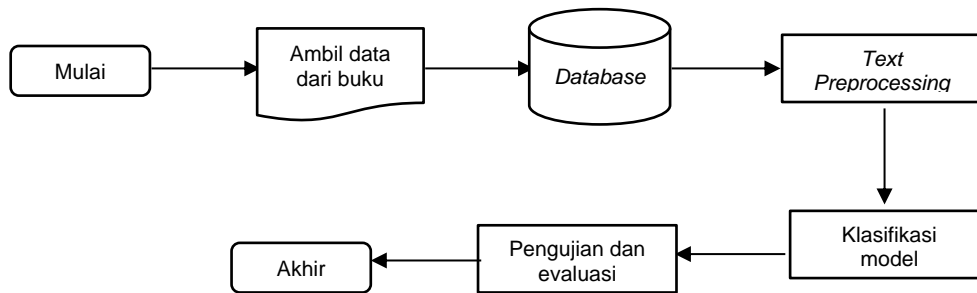 Mulai
Ambil data
dari buku
Database
Text
Preprocessing
Klasifikasi
model
Pengujian dan
evaluasi
Akhir